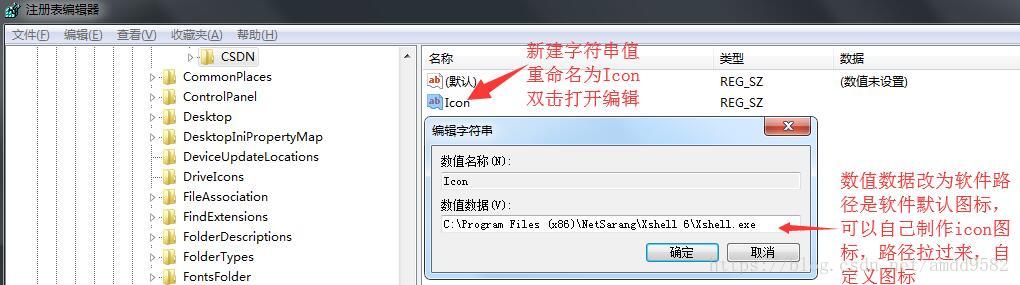 注册表编辑器
文件(F) 编辑(E) 查看(V) 收藏夹(A) 帮助(H)
CSDN
CommonPlaces
ControlPanel
Desktop
DesktopIniPropertyMap
DeviceUpdateLocations
DriveIcons
FileAssociation
FindExtensions
FolderDescriptions
FolderTypes
FontsFolder
名称 类型 数据
ab (默认) REG_SZ (数值未设置)
ab Icon REG_SZ
新建字符串值
重命名为Icon
双击打开编辑
编辑字符串
数值名称(N):
Icon
数值数据(V):
C:\Program Files (x86)\NetSarang\Xshell 6\Xshell.exe
确定 取消
数值数据改为软件路
径是软件默认图标，
可以自己制作icon图
标，路径拉过来，自
定义图标
https://blog.csdn.net/amdd9582